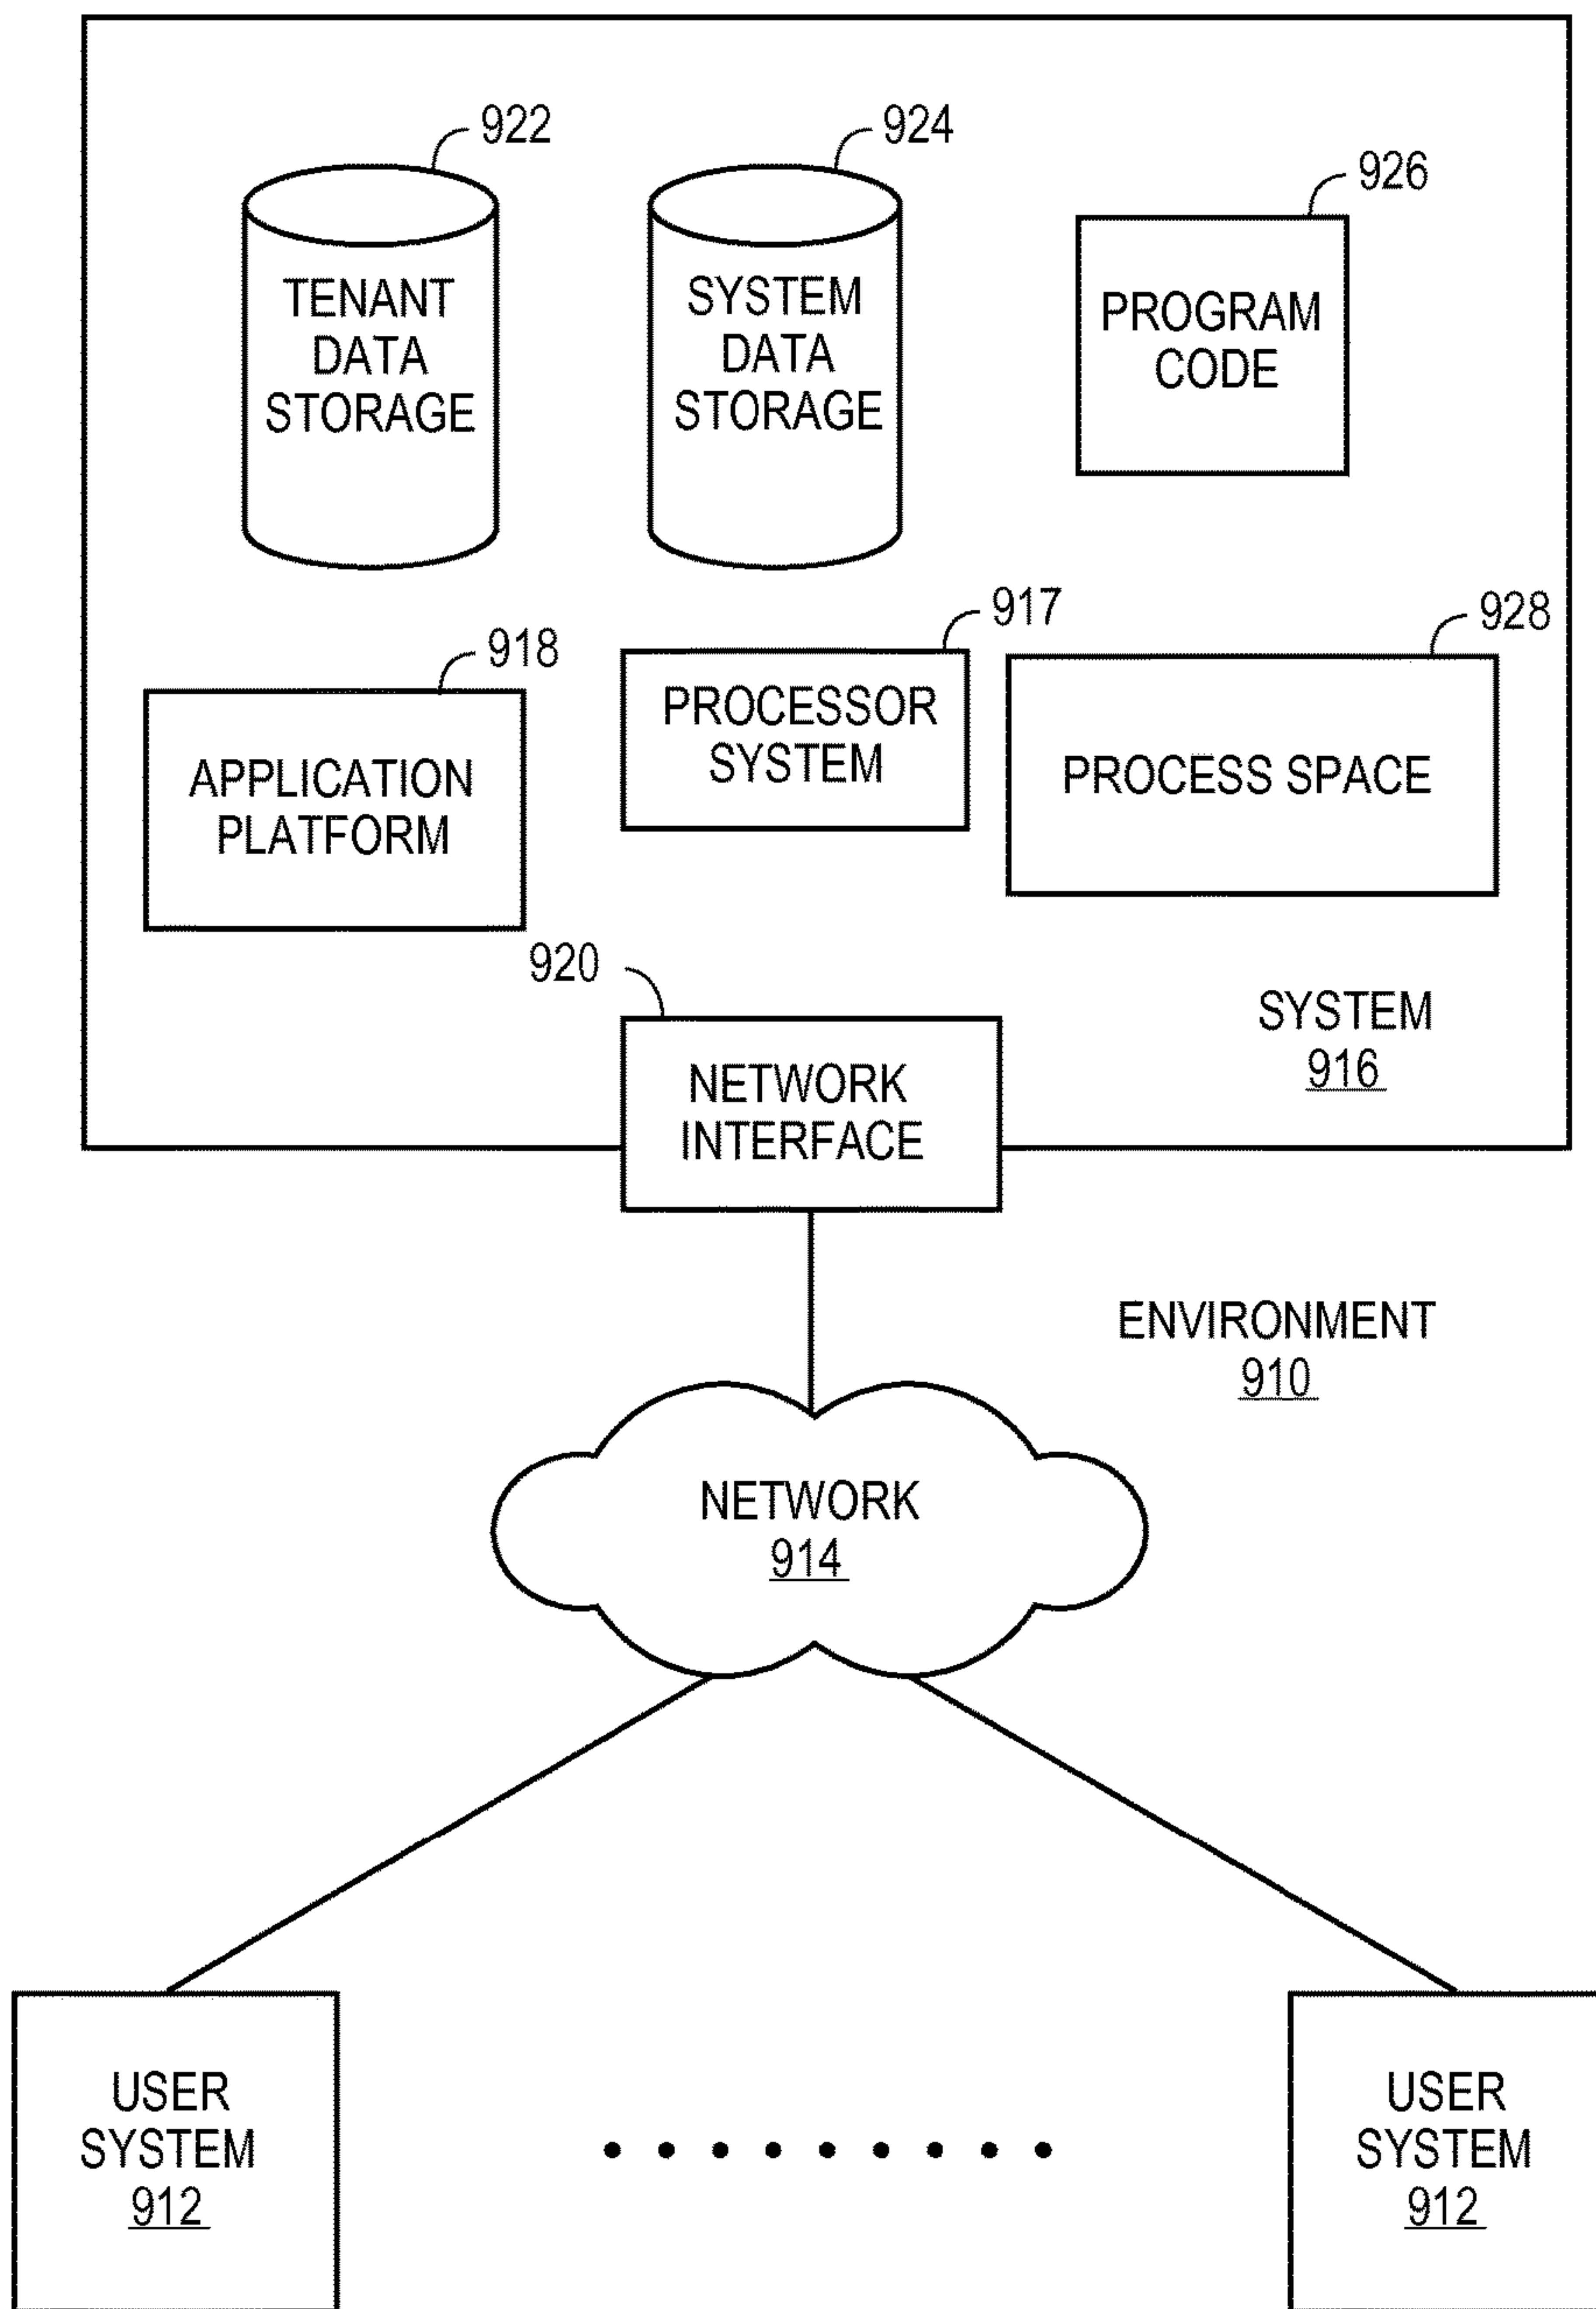 922
TENANT
DATA
STORAGE
924
SYSTEM
DATA
STORAGE
926
PROGRAM
CODE
918
APPLICATION
PLATFORM
917
PROCESSOR
SYSTEM
928
PROCESS SPACE
920
NETWORK
INTERFACE
SYSTEM
916
ENVIRONMENT
910
NETWORK
914
USER
SYSTEM
912
USER
SYSTEM
912